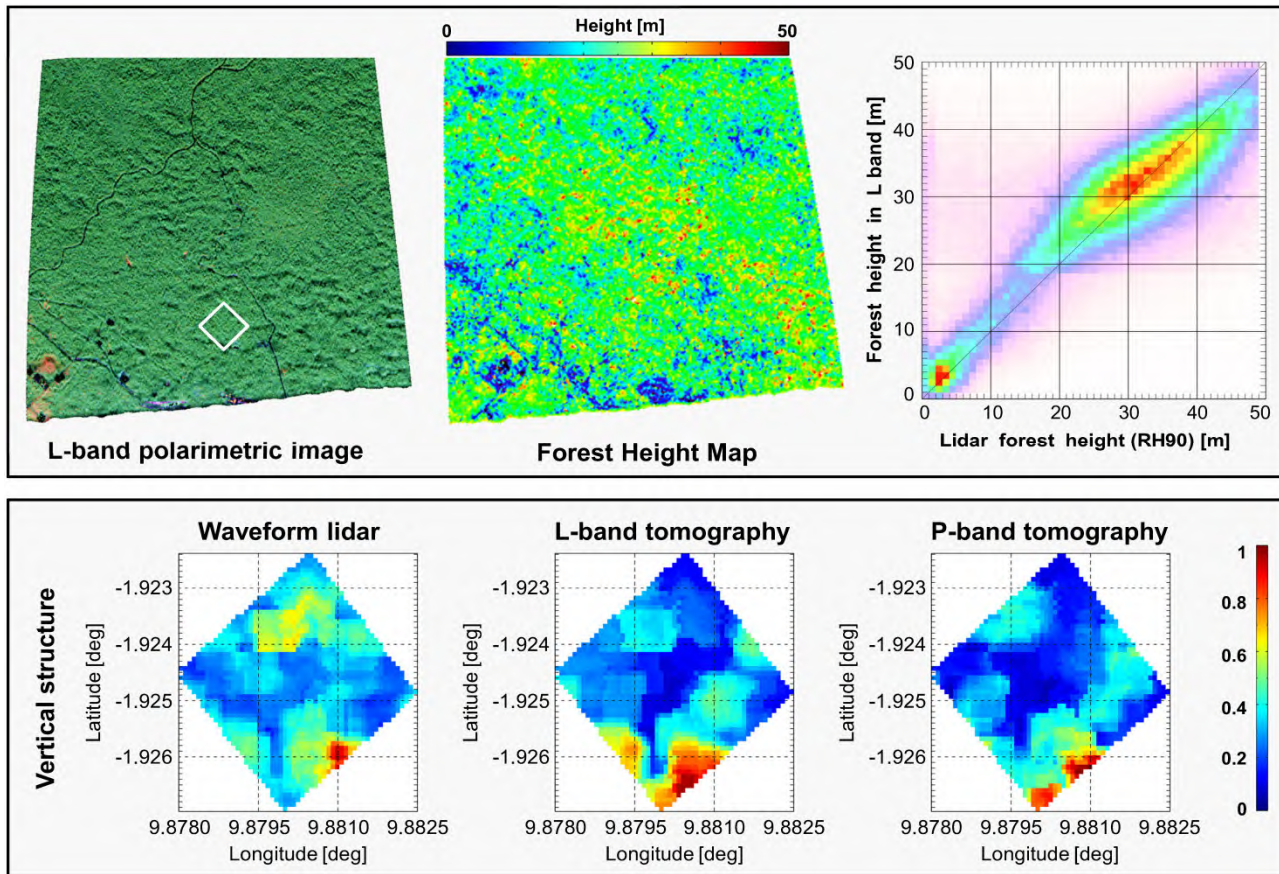 Height [m]
0
50
L-band polarimetric image
Forest Height Map
Forest height in L band [m]
50
40
30
20
10
0
0 10 20 30 40 50
Lidar forest height (RH90) [m]
Vertical structure
Waveform lidar
Latitude [deg]
-1.923
-1.924
-1.925
-1.926
9.8780 9.8795 9.8810 9.8825
Longitude [deg]
L-band tomography
Latitude [deg]
-1.923
-1.924
-1.925
-1.926
9.8780 9.8795 9.8810 9.8825
Longitude [deg]
P-band tomography
Latitude [deg]
-1.923
-1.924
-1.925
-1.926
9.8780 9.8795 9.8810 9.8825
Longitude [deg]
1
0.8
0.6
0.4
0.2
0